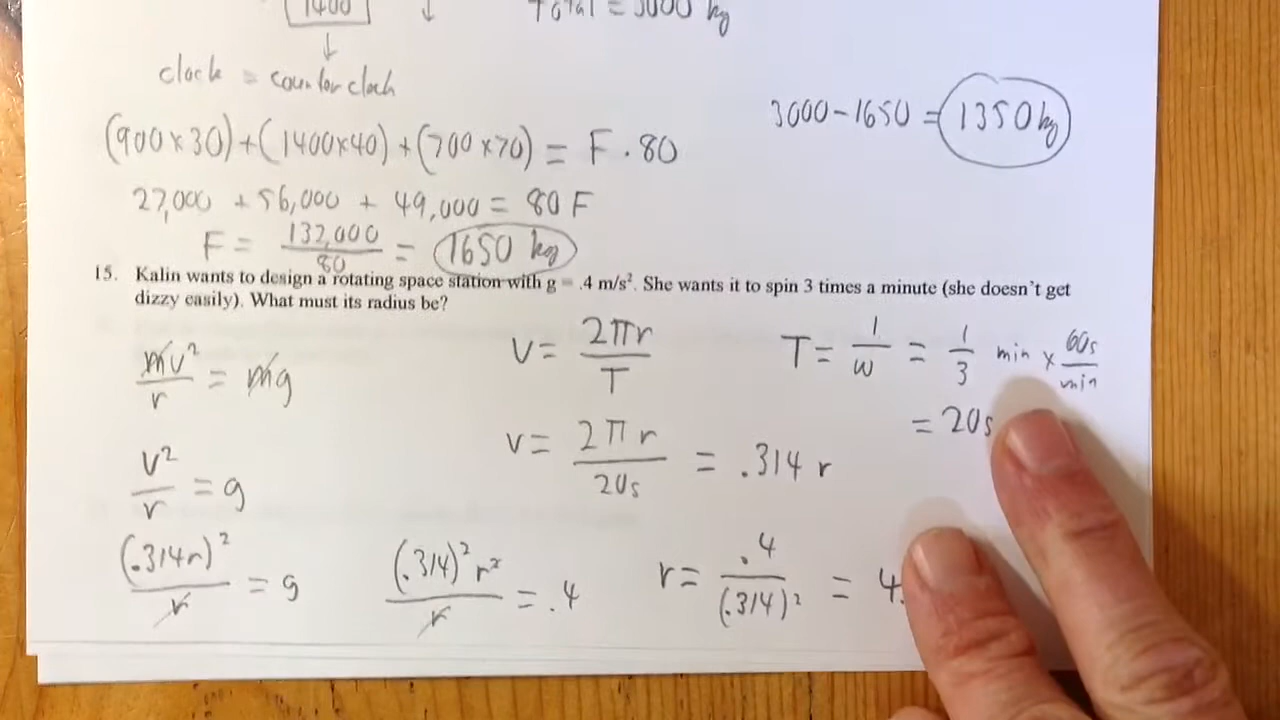 1400 ↓ Total = 3000 kg
↓
clock = counterclock
3000-1650 = 1350 kg
(900 x 30) + (1400 x 40) + (700 x 70) = F · 80
27,000 + 56,000 + 49,000 = 80 F
F = 132,000 / 80 = 1650 kg
15. Kalin wants to design a rotating space station with g = .4 m/s². She wants it to spin 3 times a minute (she doesn't get
dizzy easily). What must its radius be?
mv²/r = mg
V = 2πr/T
T = 1/w = 1/3 min x 60s/min
= 20s
v²/r = g
v = 2πr/20s = .314 r
(.314r)²/r = g
(.314)² r²/r = .4
r = .4/(.314)² = 4.